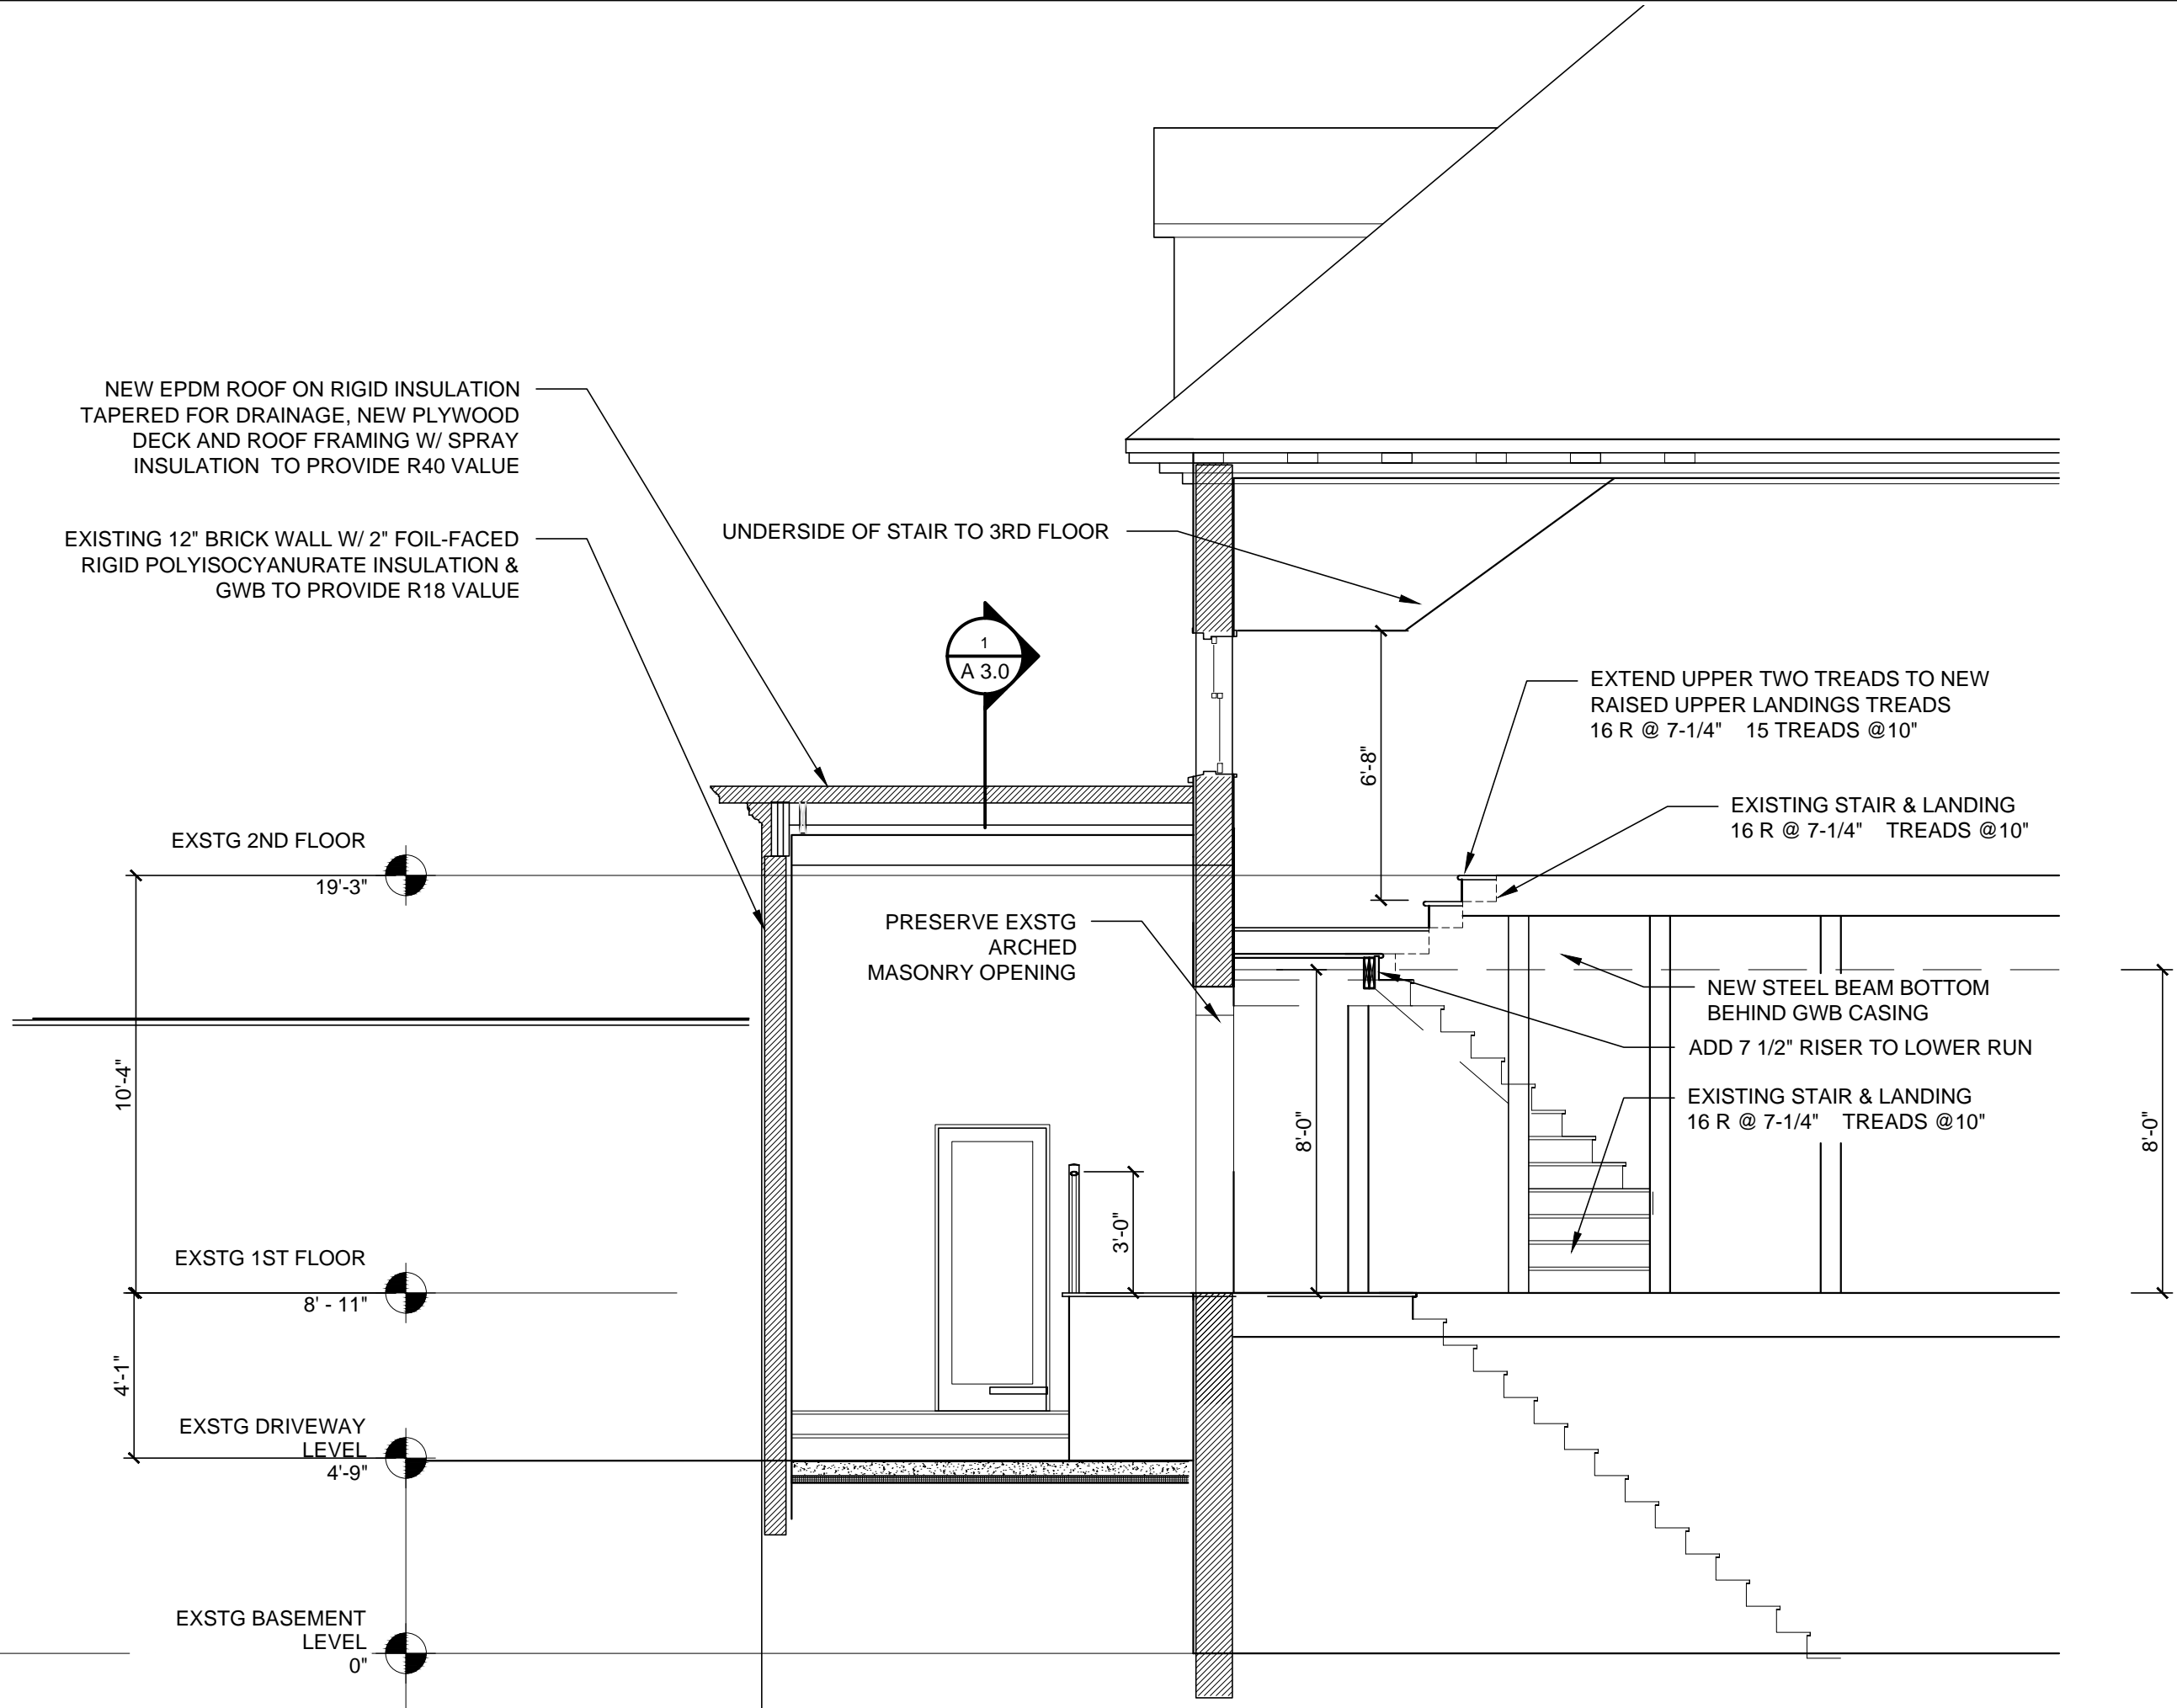 NEW EPDM ROOF ON RIGID INSULATION
TAPERED FOR DRAINAGE, NEW PLYWOOD
DECK AND ROOF FRAMING W/ SPRAY
INSULATION TO PROVIDE R40 VALUE
EXISTING 12" BRICK WALL W/ 2" FOIL-FACED
RIGID POLYISOCYANURATE INSULATION &
GWB TO PROVIDE R18 VALUE
UNDERSIDE OF STAIR TO 3RD FLOOR
1
A 3.0
EXTEND UPPER TWO TREADS TO NEW
RAISED UPPER LANDINGS TREADS
16 R @ 7-1/4" 15 TREADS @10"
6'-8"
EXISTING STAIR & LANDING
16 R @ 7-1/4" TREADS @10"
EXSTG 2ND FLOOR
19'-3"
PRESERVE EXSTG
ARCHED
MASONRY OPENING
NEW STEEL BEAM BOTTOM
BEHIND GWB CASING
ADD 7 1/2" RISER TO LOWER RUN
EXISTING STAIR & LANDING
16 R @ 7-1/4" TREADS @10"
10'-4"
8'-0"
8'-0"
3'-0"
EXSTG 1ST FLOOR
8' - 11"
4'-1"
EXSTG DRIVEWAY
LEVEL
4'-9"
EXSTG BASEMENT
LEVEL
0"